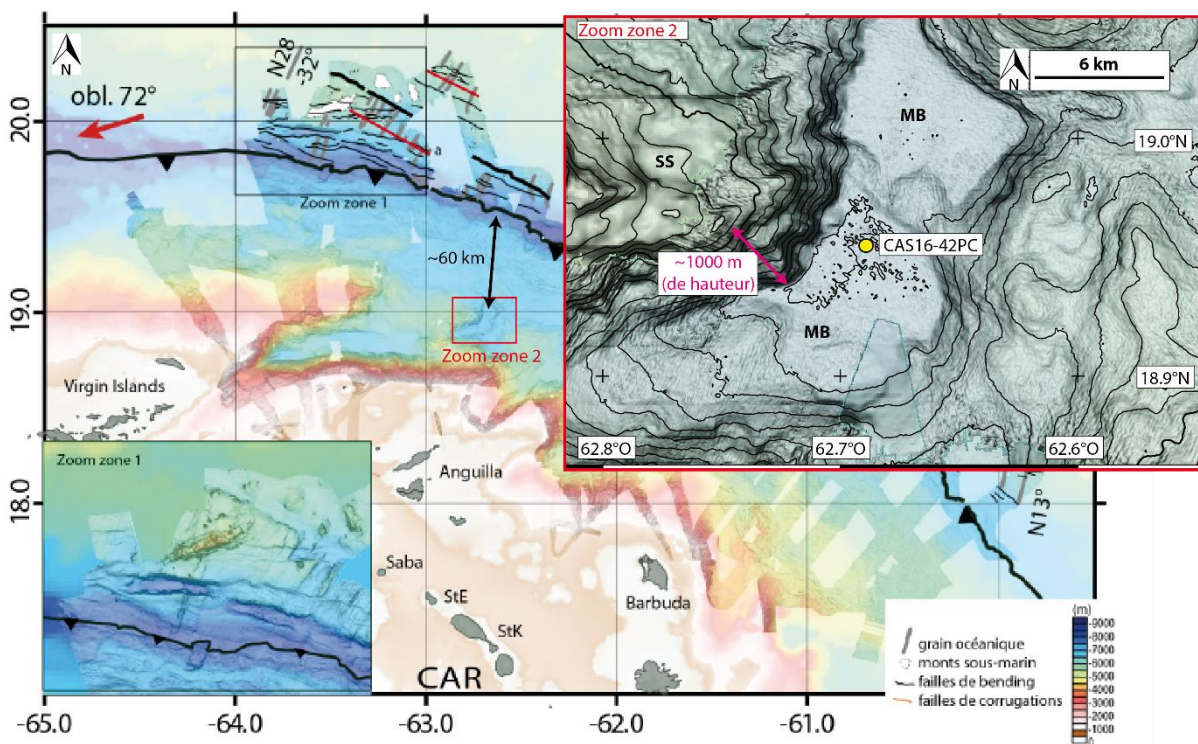 N
obl. 72°
N28
-32°
a
Zoom zone 1
~60 km
Zoom zone 2
Virgin Islands
Anguilla
Saba
StE
StK
Barbuda
CAR
N13°
20.0
19.0
18.0
-65.0
-64.0
-63.0
-62.0
-61.0
Zoom zone 1
Zoom zone 2
N
6 km
MB
SS
19.0°N
CAS16-42PC
~1000 m
(de hauteur)
MB
18.9°N
62.8°O
62.7°O
62.6°O
grain océanique
monts sous-marin
failles de bending
failles de corrugations
(m)
-9000
-8000
-7000
-6000
-5000
-4000
-3000
-2000
-1000
0